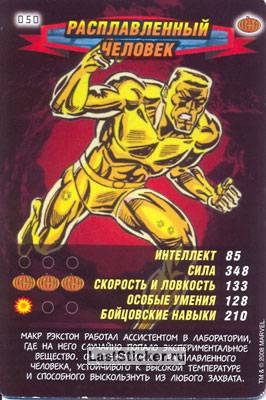 050
РАСПЛАВЛЕННЫЙ
ЧЕЛОВЕК
ИНТЕЛЛЕКТ 85
СИЛА 348
СКОРОСТЬ И ЛОВКОСТЬ 133
ОСОБЫЕ УМЕНИЯ 128
БОЙЦОВСКИЕ НАВЫКИ 210
МАРК РЭКСТОН РАБОТАЛ АССИСТЕНТОМ В ЛАБОРАТОРИИ,
ГДЕ НА НЕГО СЛУЧАЙНО ПОПАЛО ЭКСПЕРИМЕНТАЛЬНОЕ
ВЕЩЕСТВО.
LastSticker.ru
ЧЕЛОВЕКА, УСТОЙЧИВОГО К ВЫСОКОЙ ТЕМПЕРАТУРЕ
И СПОСОБНОГО ВЫСКОЛЬЗНУТЬ ИЗ ЛЮБОГО ЗАХВАТА.
TM & © 2008 MARVEL